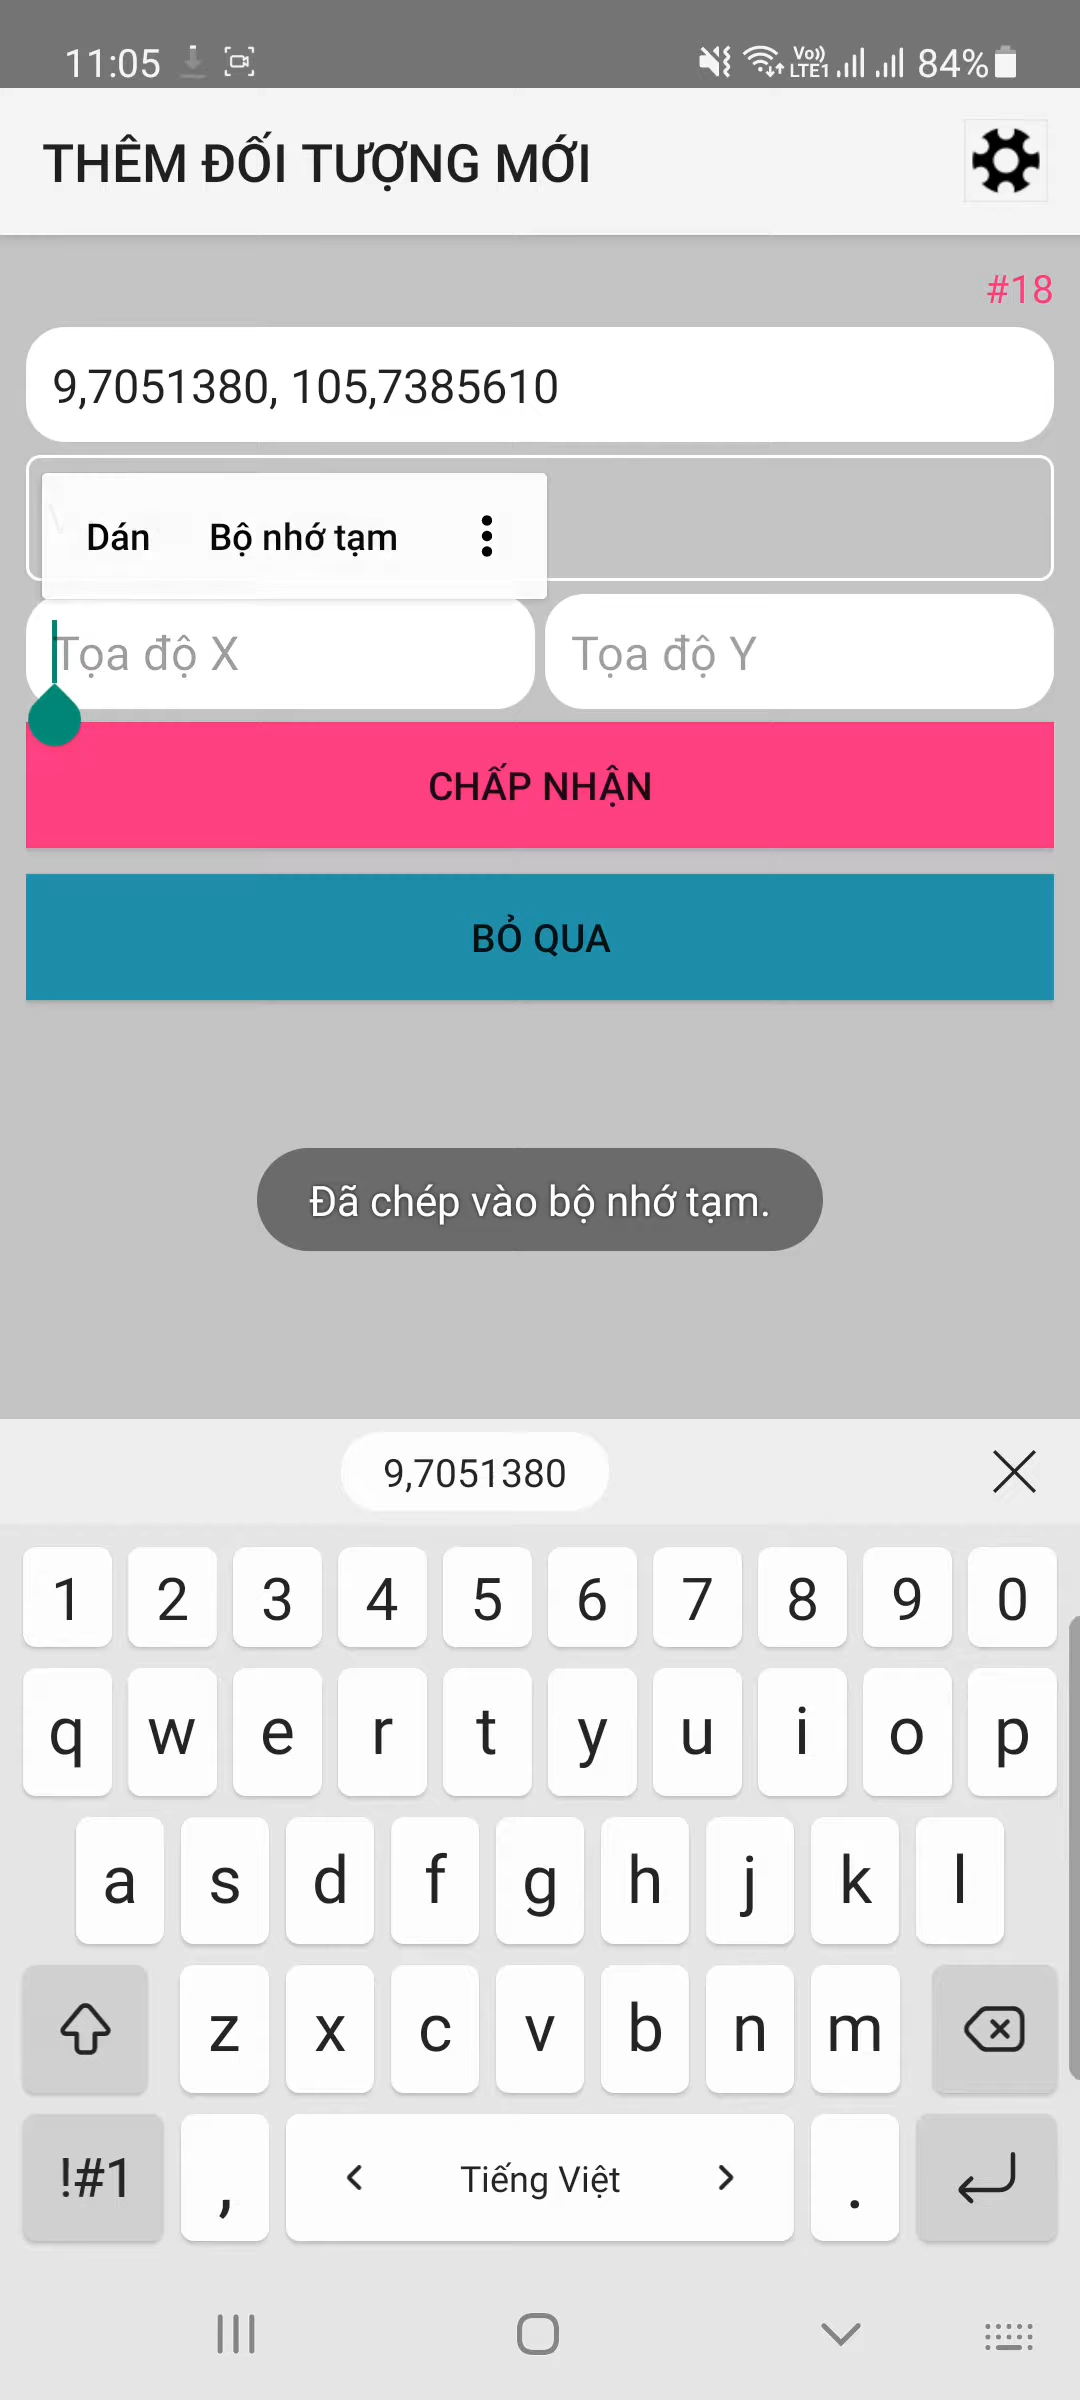 11:05 Vo)) LTE1 84%
THÊM ĐỐI TƯỢNG MỚI
#18
9,7051380, 105,7385610
Dán Bộ nhớ tạm
Tọa độ X Tọa độ Y
CHẤP NHẬN
BỎ QUA
Đã chép vào bộ nhớ tạm.
9,7051380
1 2 3 4 5 6 7 8 9 0
q w e r t y u i o p
a s d f g h j k l
z x c v b n m
!#1 , < Tiếng Việt > .